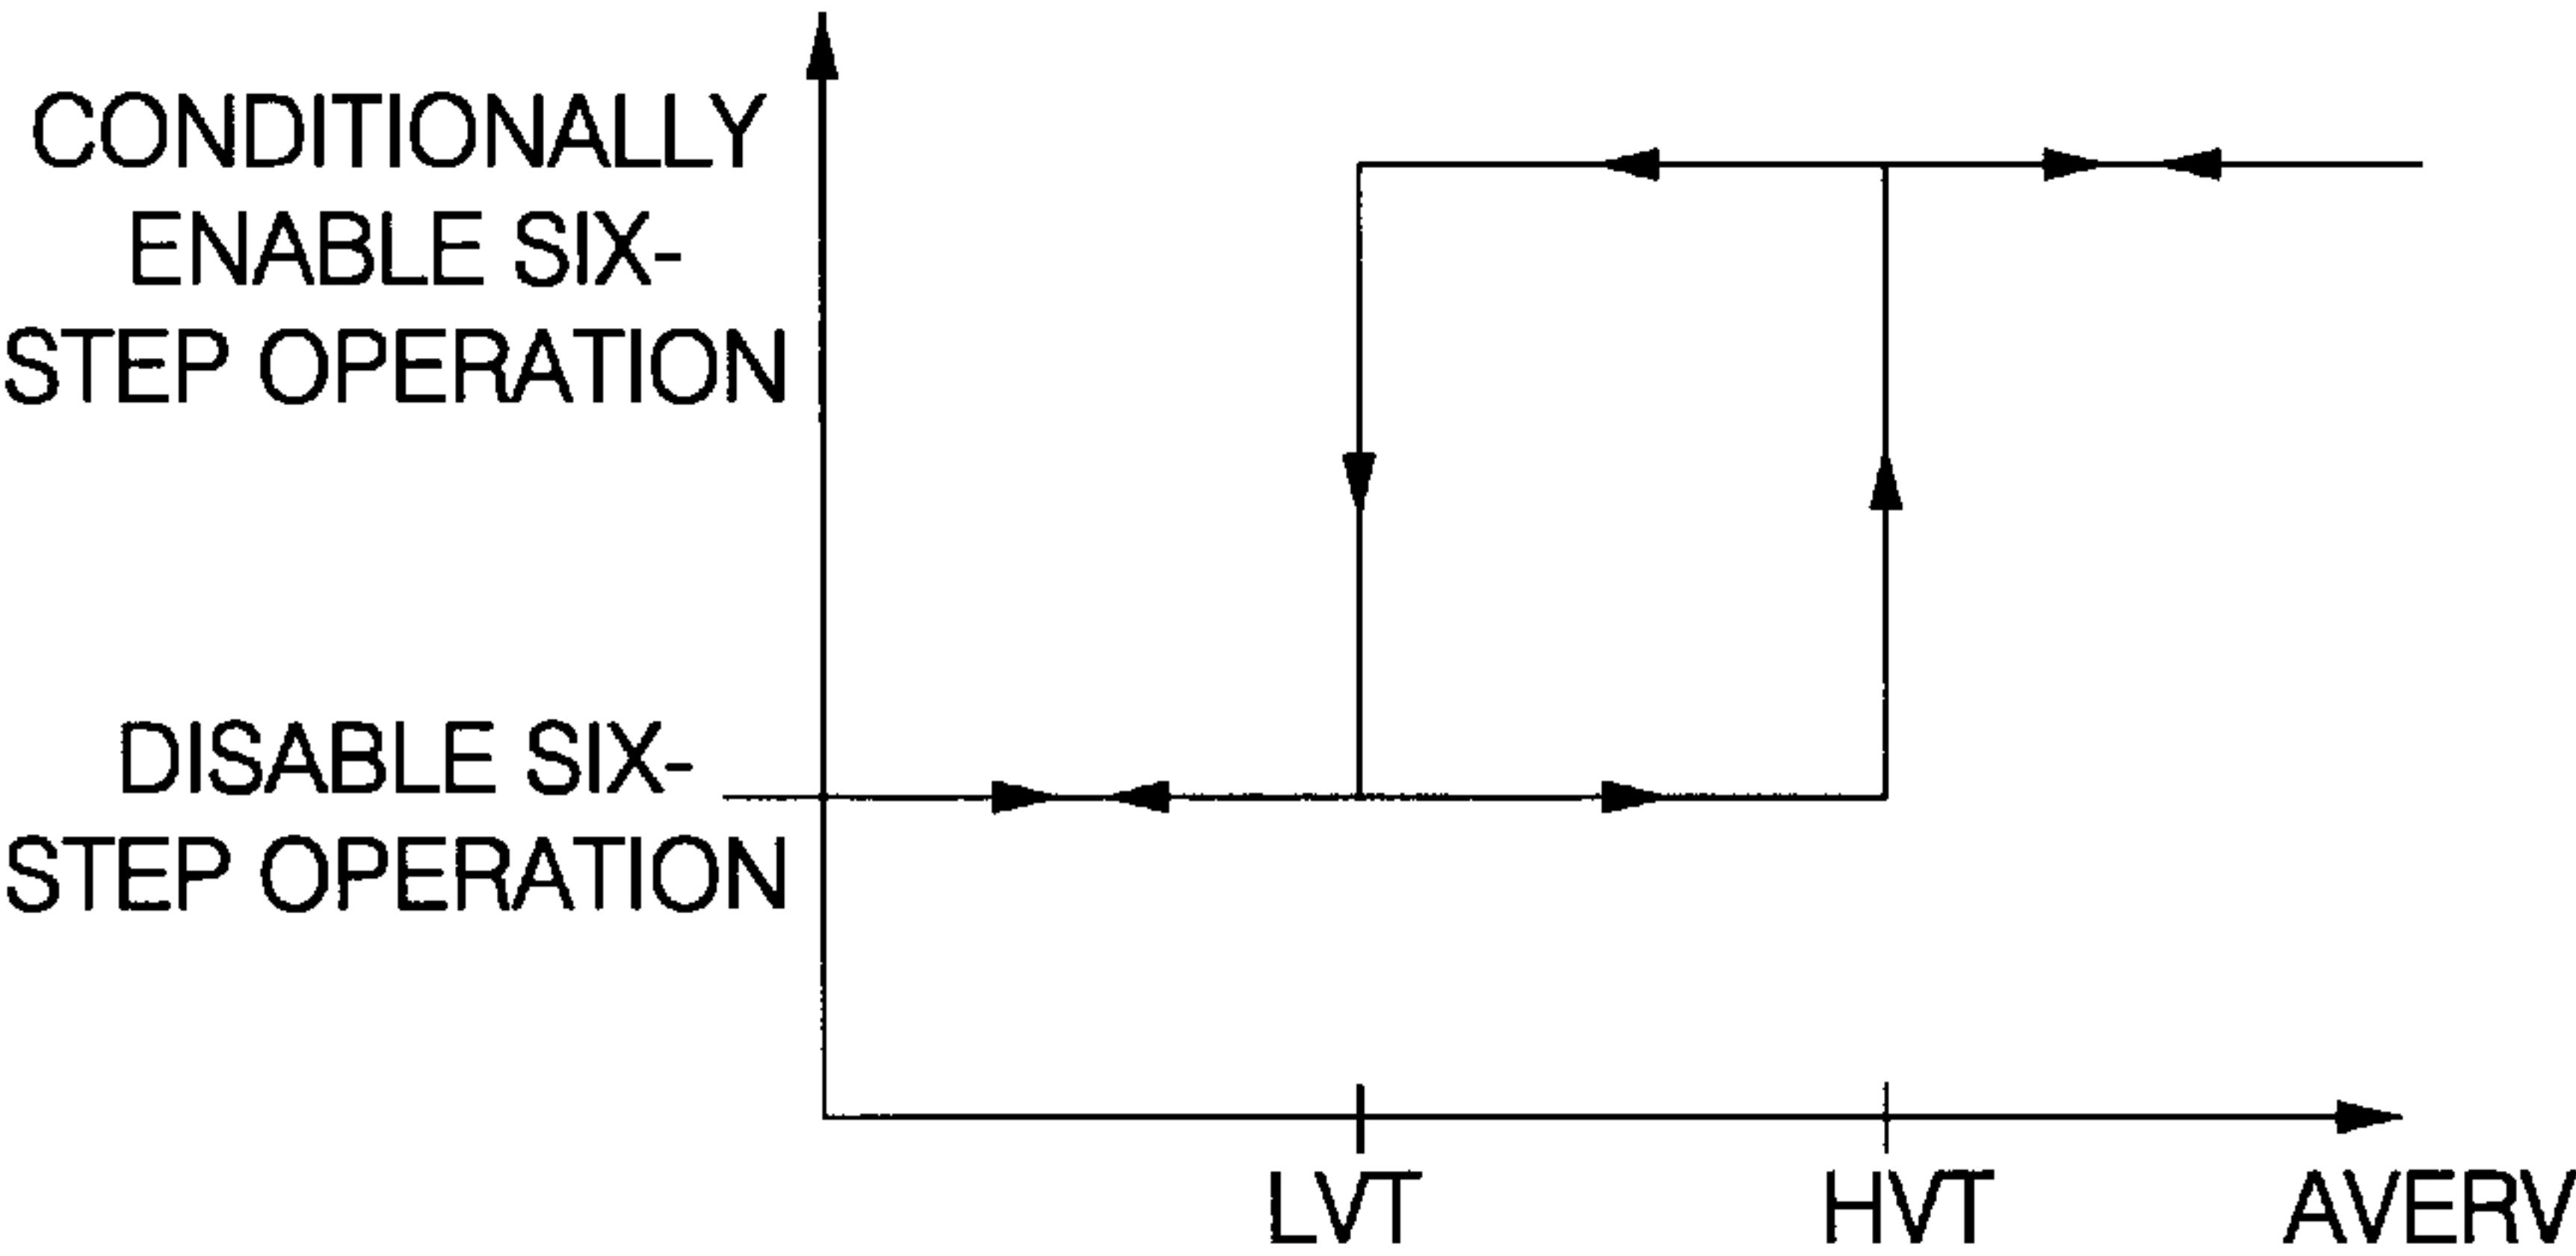 CONDITIONALLY
ENABLE SIX-
STEP OPERATION
DISABLE SIX-
STEP OPERATION
LVT
HVT
AVERV